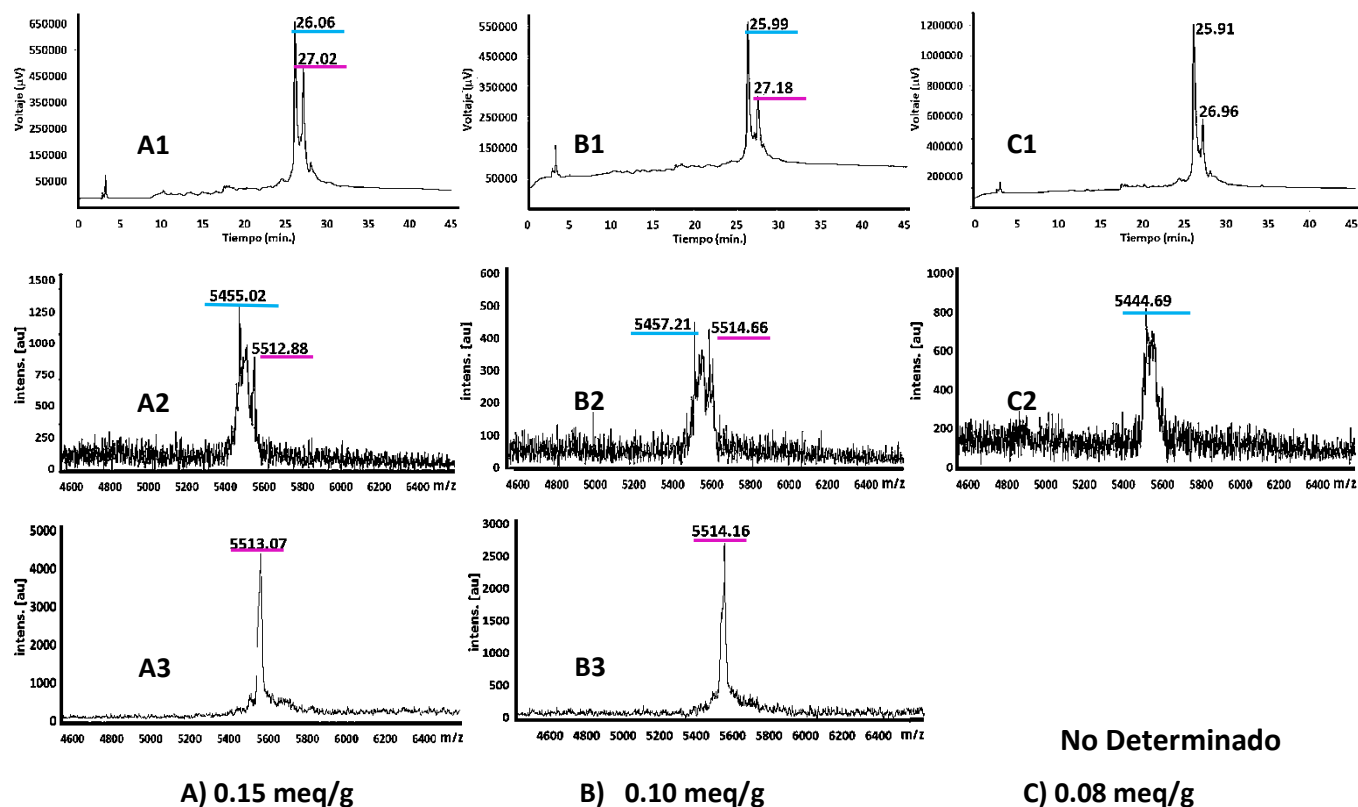 26.06
27.02
650000
550000
450000
350000
250000
150000
50000
Voltaje (µV)
A1
0 5 10 15 20 25 30 35 40 45
Tiempo (min.)
25.99
27.18
550000
450000
350000
250000
150000
50000
Voltaje (µV)
B1
0 5 10 15 20 25 30 35 40 45
Tiempo (min.)
25.91
26.96
1200000
1000000
800000
600000
400000
200000
Voltaje (µV)
C1
0 5 10 15 20 25 30 35 40 45
Tiempo (min.)
1500
1250
1000
750
500
250
0
intens. [au]
5455.02
5512.88
A2
4600 4800 5000 5200 5400 5600 5800 6000 6200 6400 m/z
600
500
400
300
200
100
0
intens. [au]
5457.21
5514.66
B2
4600 4800 5000 5200 5400 5600 5800 6000 6200 6400 m/z
1000
800
600
400
200
0
intens. [au]
5444.69
C2
4600 4800 5000 5200 5400 5600 5800 6000 6200 6400 m/z
5000
4000
3000
2000
1000
0
intens. [au]
5513.07
A3
4600 4800 5000 5200 5400 5600 5800 6000 6200 6400 m/z
3000
2500
2000
1500
1000
500
0
intens. [au]
5514.16
B3
4600 4800 5000 5200 5400 5600 5800 6000 6200 6400 m/z
No Determinado
A) 0.15 meq/g
B) 0.10 meq/g
C) 0.08 meq/g